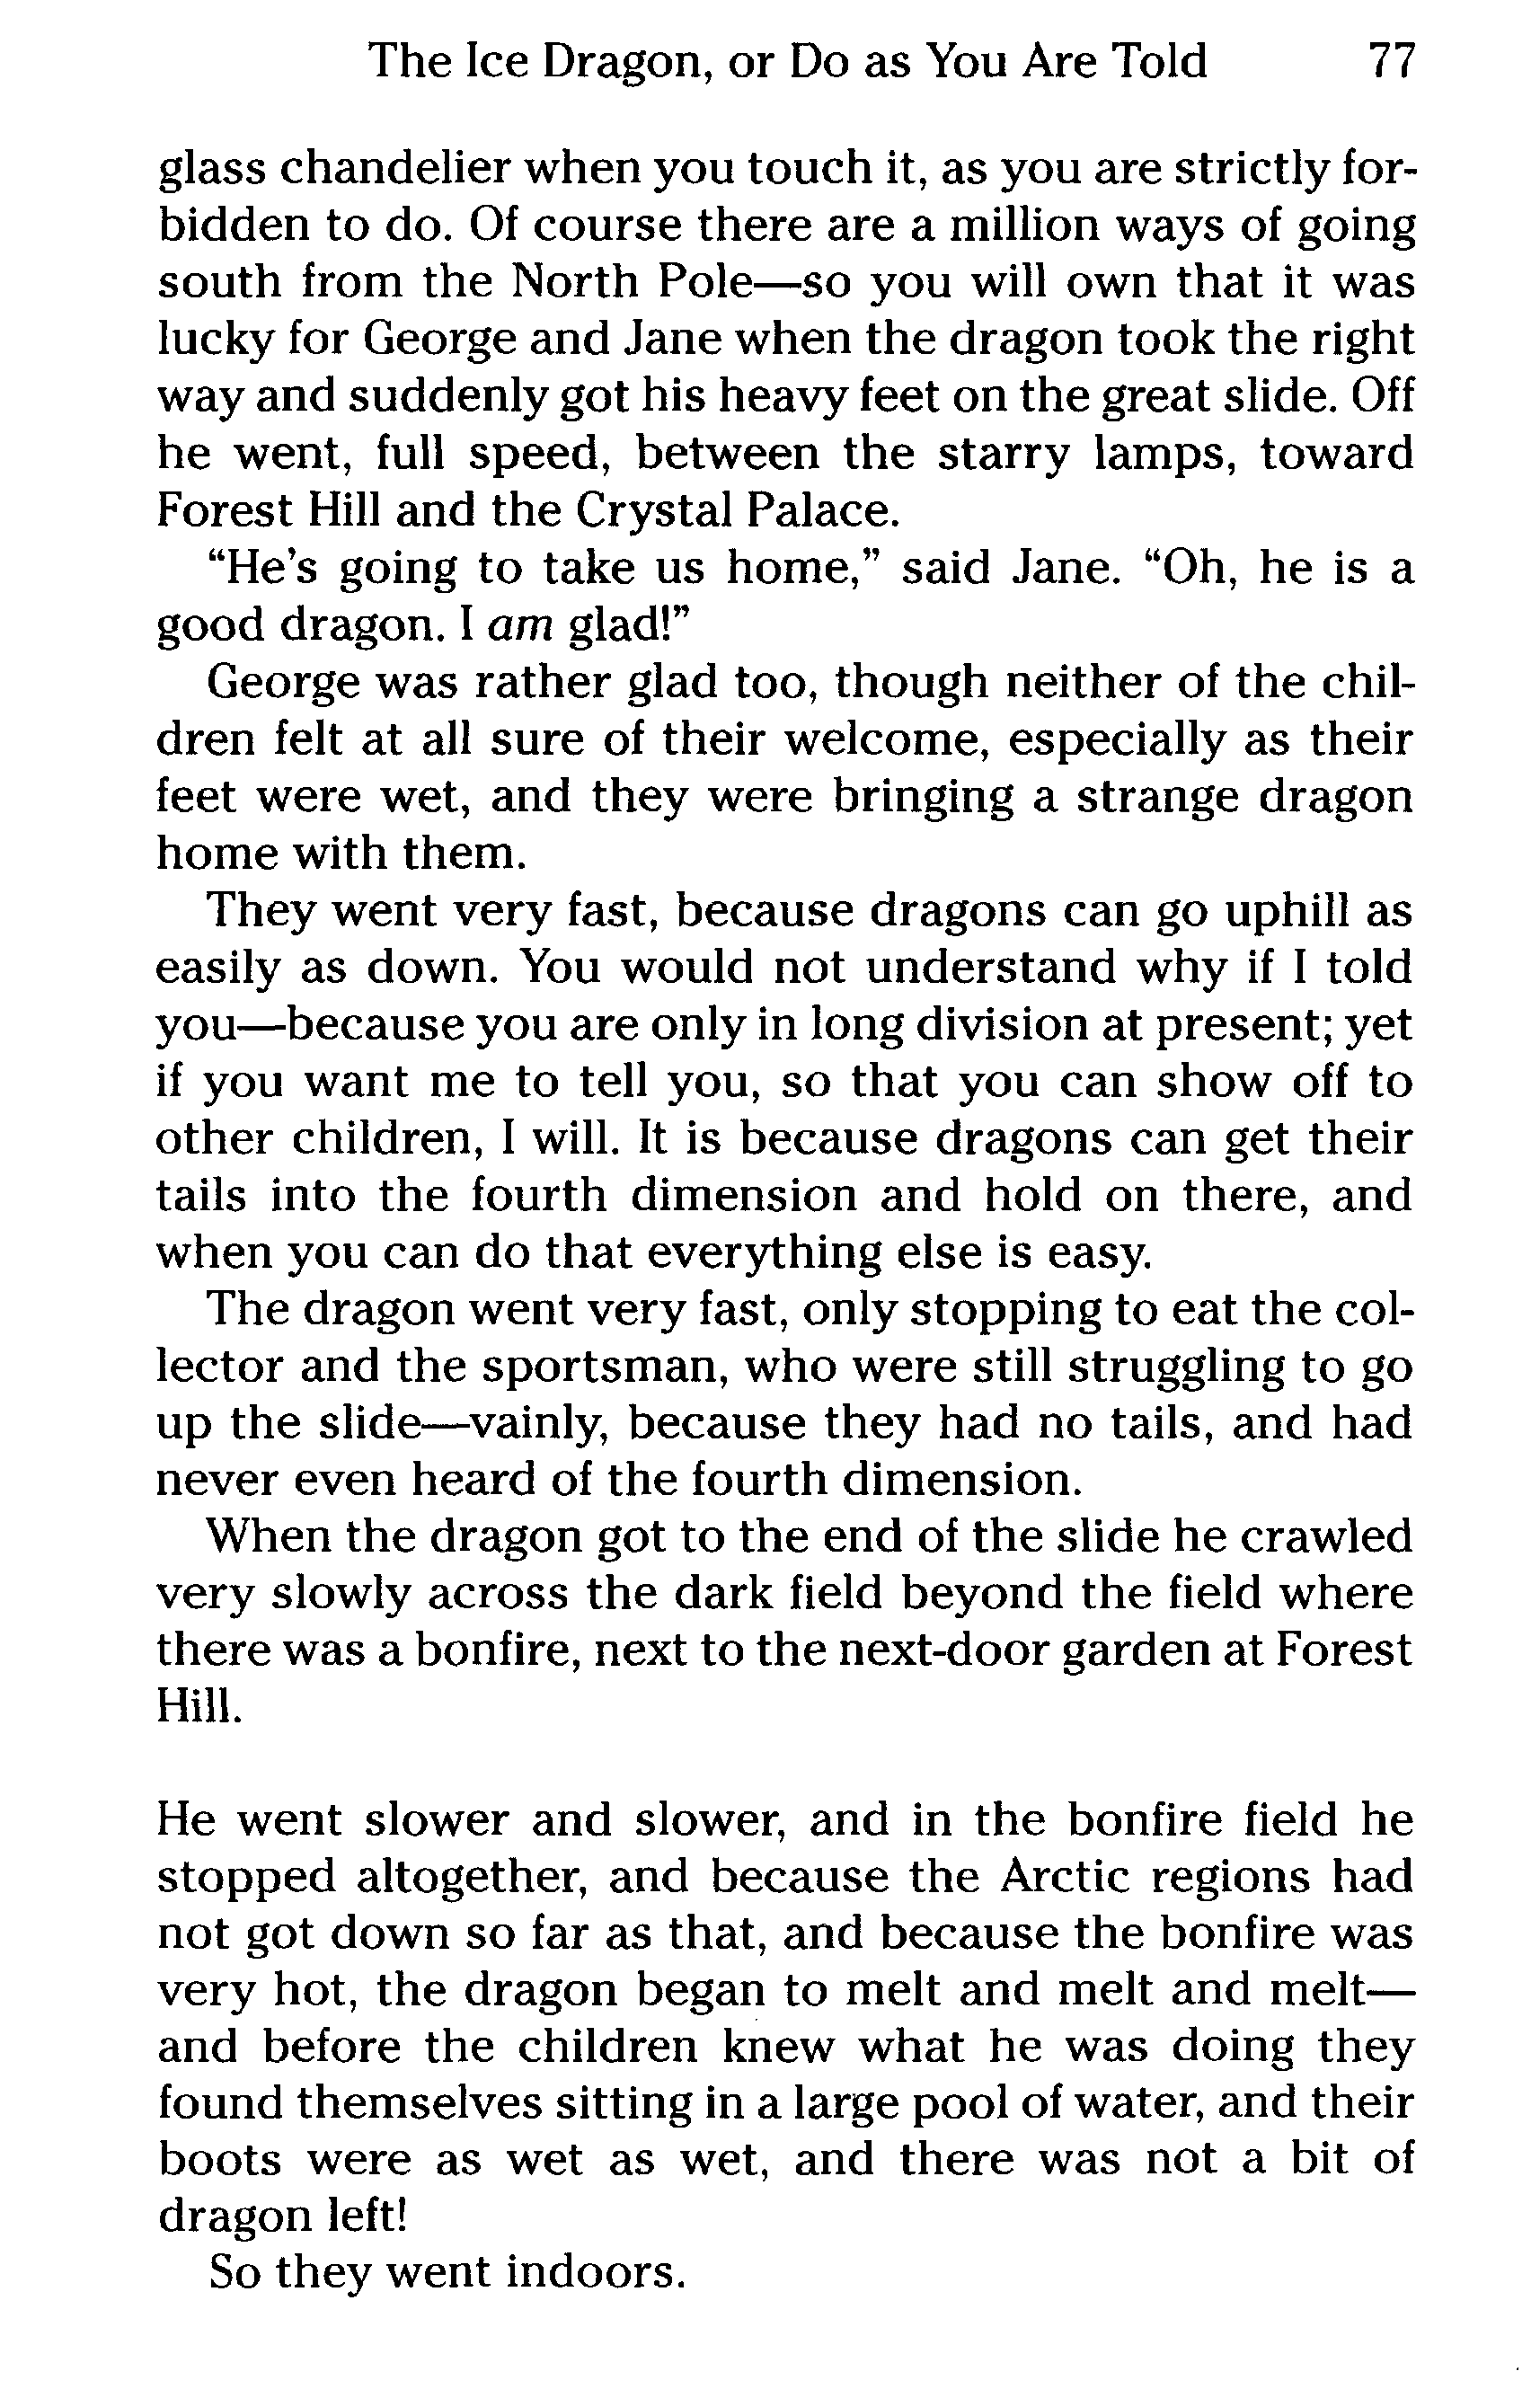 The Ice Dragon, or Do as You Are Told 77
glass chandelier when you touch it, as you are strictly for-
bidden to do. Of course there are a million ways of going
south from the North Pole—so you will own that it was
lucky for George and Jane when the dragon took the right
way and suddenly got his heavy feet on the great slide. Off
he went, full speed, between the starry lamps, toward
Forest Hill and the Crystal Palace.
“He’s going to take us home,” said Jane. “Oh, he is a
good dragon. I am glad!”
George was rather glad too, though neither of the chil-
dren felt at all sure of their welcome, especially as their
feet were wet, and they were bringing a strange dragon
home with them.
They went very fast, because dragons can go uphill as
easily as down. You would not understand why if I told
you—because you are only in long division at present; yet
if you want me to tell you, so that you can show off to
other children, I will. It is because dragons can get their
tails into the fourth dimension and hold on there, and
when you can do that everything else is easy.
The dragon went very fast, only stopping to eat the col-
lector and the sportsman, who were still struggling to go
up the slide—vainly, because they had no tails, and had
never even heard of the fourth dimension.
When the dragon got to the end of the slide he crawled
very slowly across the dark field beyond the field where
there was a bonfire, next to the next-door garden at Forest
Hill.
He went slower and slower, and in the bonfire field he
stopped altogether, and because the Arctic regions had
not got down so far as that, and because the bonfire was
very hot, the dragon began to melt and melt and melt—
and before the children knew what he was doing they
found themselves sitting in a large pool of water, and their
boots were as wet as wet, and there was not a bit of
dragon left!
So they went indoors.